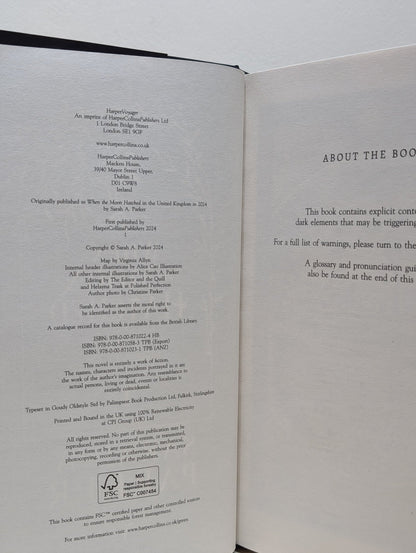 HarperVoyager
An imprint of HarperCollinsPublishers Ltd
1 London Bridge Street
London SE1 9GF
www.harpercollins.co.uk
HarperCollinsPublishers
Macken House,
39/40 Mayor Street Upper,
Dublin 1
D01 C9W8
Ireland
Originally published as When the Moon Hatched in the United Kingdom in 2024
by Sarah A. Parker
First published by
HarperCollinsPublishers 2024
1
Copyright © Sarah A. Parker 2024
Map by Virginia Allyn
Internal header illustrations by Alice Cao Illustration
All other internal illustrations by Sarah A. Parker
Editing by The Editor and the Quill
and Helayna Trask at Polished Perfection
Author photo by Christine Parker
Sarah A. Parker asserts the moral right to
be identified as the author of this work.
A catalogue record for this book is available from the British Library.
ISBN: 978-0-00-871022-4 HB
ISBN: 978-0-00-871058-3 TPB (Export)
ISBN: 978-0-00-871023-1 TPB (ANZ)
This novel is entirely a work of fiction.
The names, characters and incidents portrayed in it are
the work of the author's imagination. Any resemblance to
actual persons, living or dead, events or localities is
entirely coincidental.
Typeset in Goudy Oldstyle Std by Palimpsest Book Production Ltd, Falkirk, Stirlingshire
Printed and Bound in the UK using 100% Renewable Electricity
at CPI Group (UK) Ltd
All rights reserved. No part of this publication may be
reproduced, stored in a retrieval system, or transmitted,
in any form or by any means, electronic, mechanical,
photocopying, recording or otherwise, without the prior
permission of the publishers.
FSC
www.fsc.org
MIX
Paper | Supporting
responsible forestry
FSC™ C007454
This book contains FSC™ certified paper and other controlled sources
to ensure responsible forest management.
For more information visit: www.harpercollins.co.uk/green
ABOUT THE BOO
This book contains explicit conte
dark elements that may be triggering
For a full list of warnings, please turn to the
A glossary and pronunciation gui
also be found at the end of this